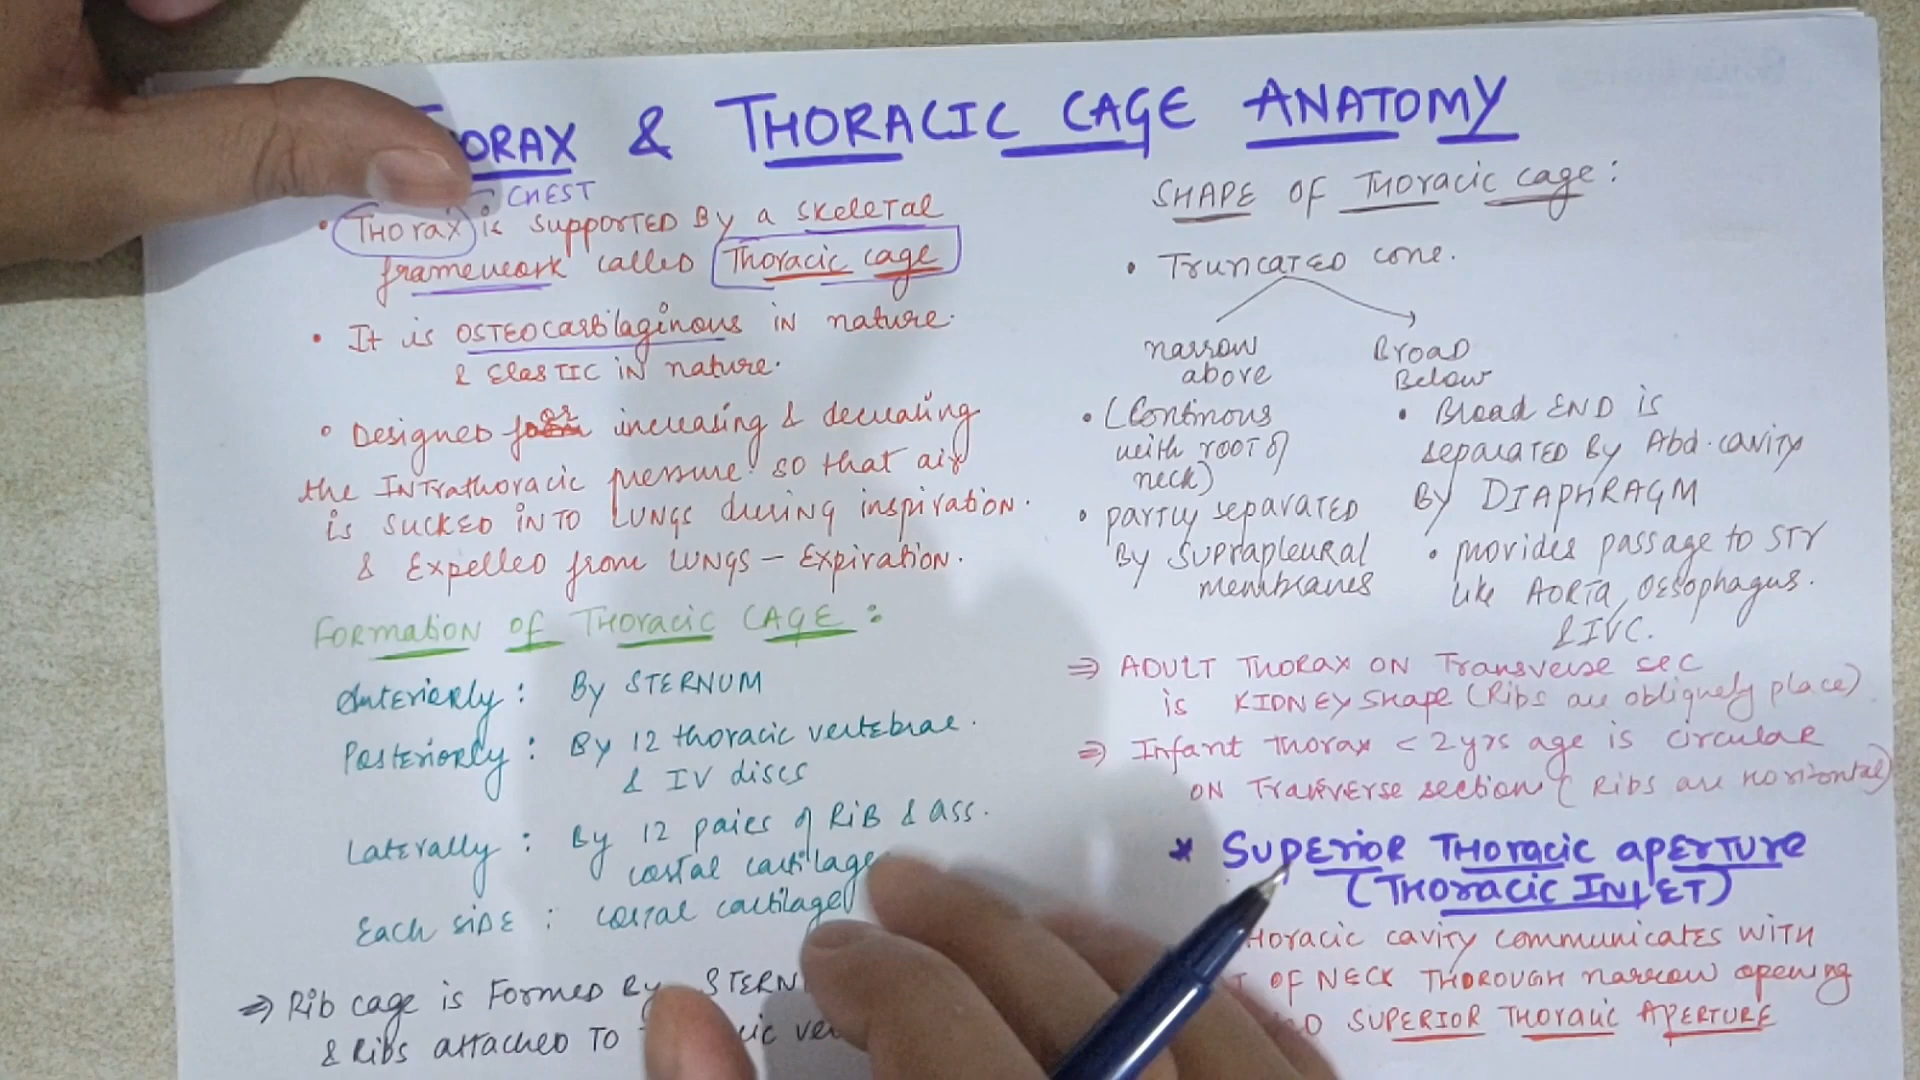 ORAX & THORACIC CAGE ANATOMY
CHEST
• Thorax is supported By a skeletal
framework called Thoracic cage
• It is OSTEOcartilaginous IN nature.
& ElasTIC iN nature.
• Designed for increasing & decreasing
the INTrathoracic pressure! so that air
is sucked INTO LUNGS during inspiration.
& Expelled from LUNGS – Expiration.
Formation of Thoracic CAGE:
Anteriorly: By STERNUM
Posteriorly: By 12 thoracic vertebrae.
& IV discs
Laterally: By 12 pairs of RiB & ass.
costal cartilage
Each SIDE: costal cartilage
⇒ Rib cage is Formed By STERN
& Ribs attached TO ic ve
SHAPE OF Thoracic cage:
• Truncated cone.
narrow
above
Broad
Below
• (Continous
with root of
neck)
• partly separated
By Suprapleural
membranes
• Broad END is
separated By Abd. cavity
By DIAPHRAGM
• provides passage to STr
like AORTA, Oesophagus.
& IVC.
⇒ ADULT THORAX ON Transverse sec
is KIDNEY shape (Ribs are obliquely place)
⇒ Infant Thorax < 2yrs age is circular
ON Tranverse section (Ribs are horizontal)
* Superior Thoracic aperture
(Thoracic INLET)
Horacic cavity communicates with
T OF NECK THOROUGH narrow opening
D SUPERIOR Thoracic APERTURE